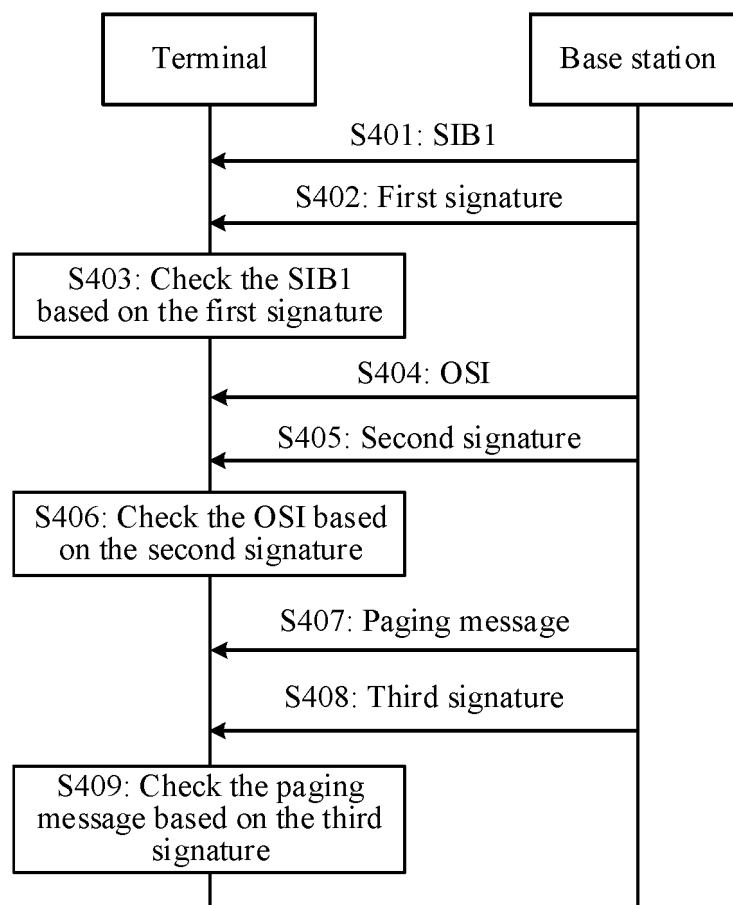 Terminal
Base station
S401: SIB1
S402: First signature
S403: Check the SIB1
based on the first signature
S404: OSI
S405: Second signature
S406: Check the OSI based
on the second signature
S407: Paging message
S408: Third signature
S409: Check the paging
message based on the third
signature